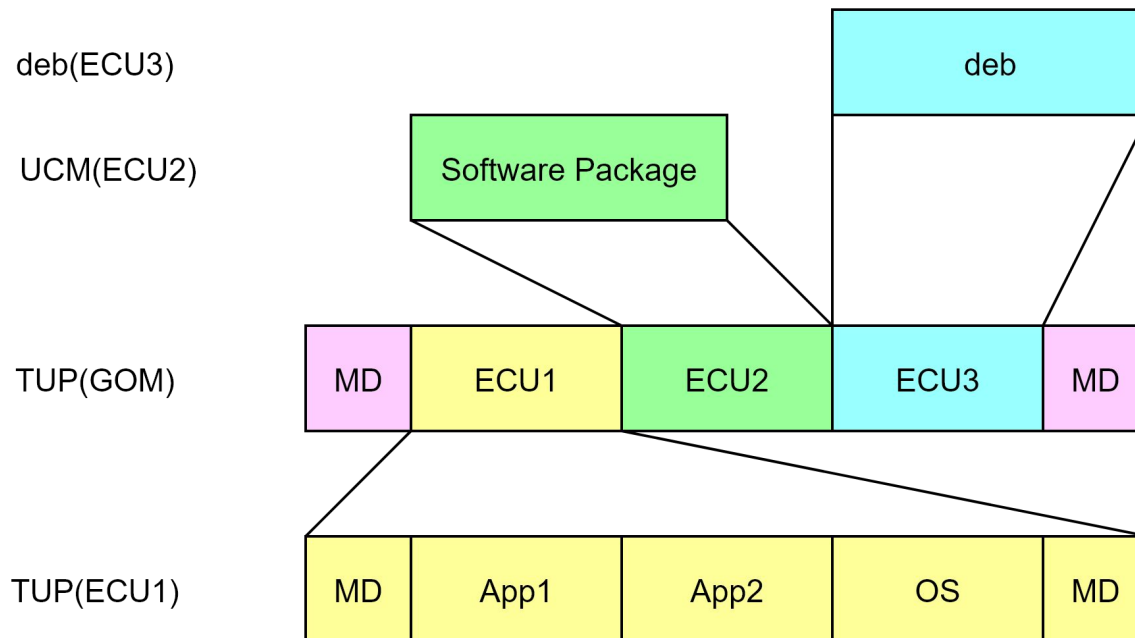 deb(ECU3) deb
UCM(ECU2) Software Package
TUP(GOM) MD ECU1 ECU2 ECU3 MD
TUP(ECU1) MD App1 App2 OS MD